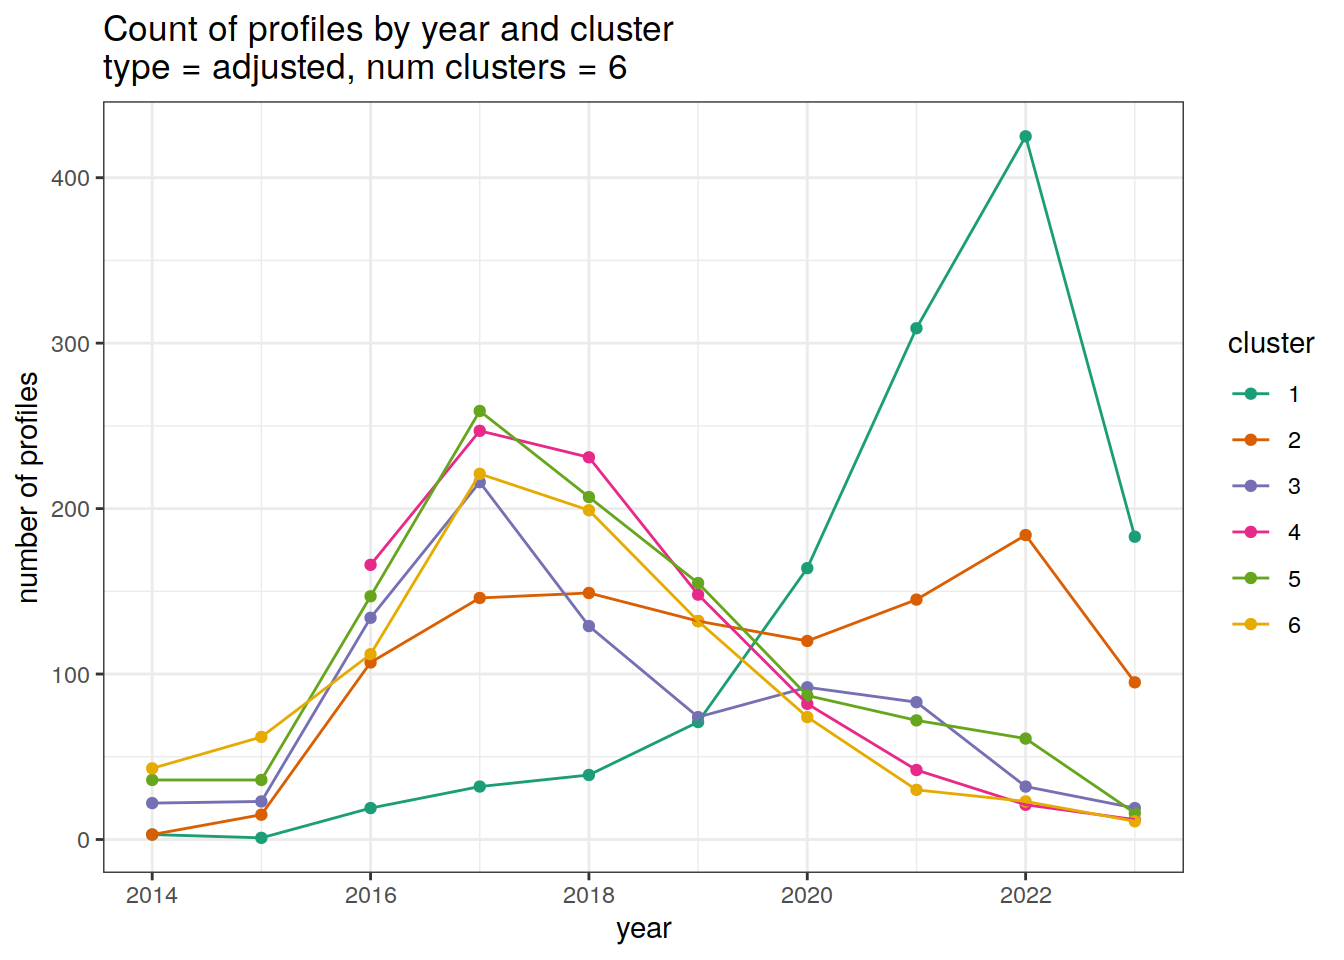 Count of profiles by year and cluster
type = adjusted, num clusters = 6
number of profiles
400
300
200
100
0
2014 2016 2018 2020 2022
year
cluster
1
2
3
4
5
6